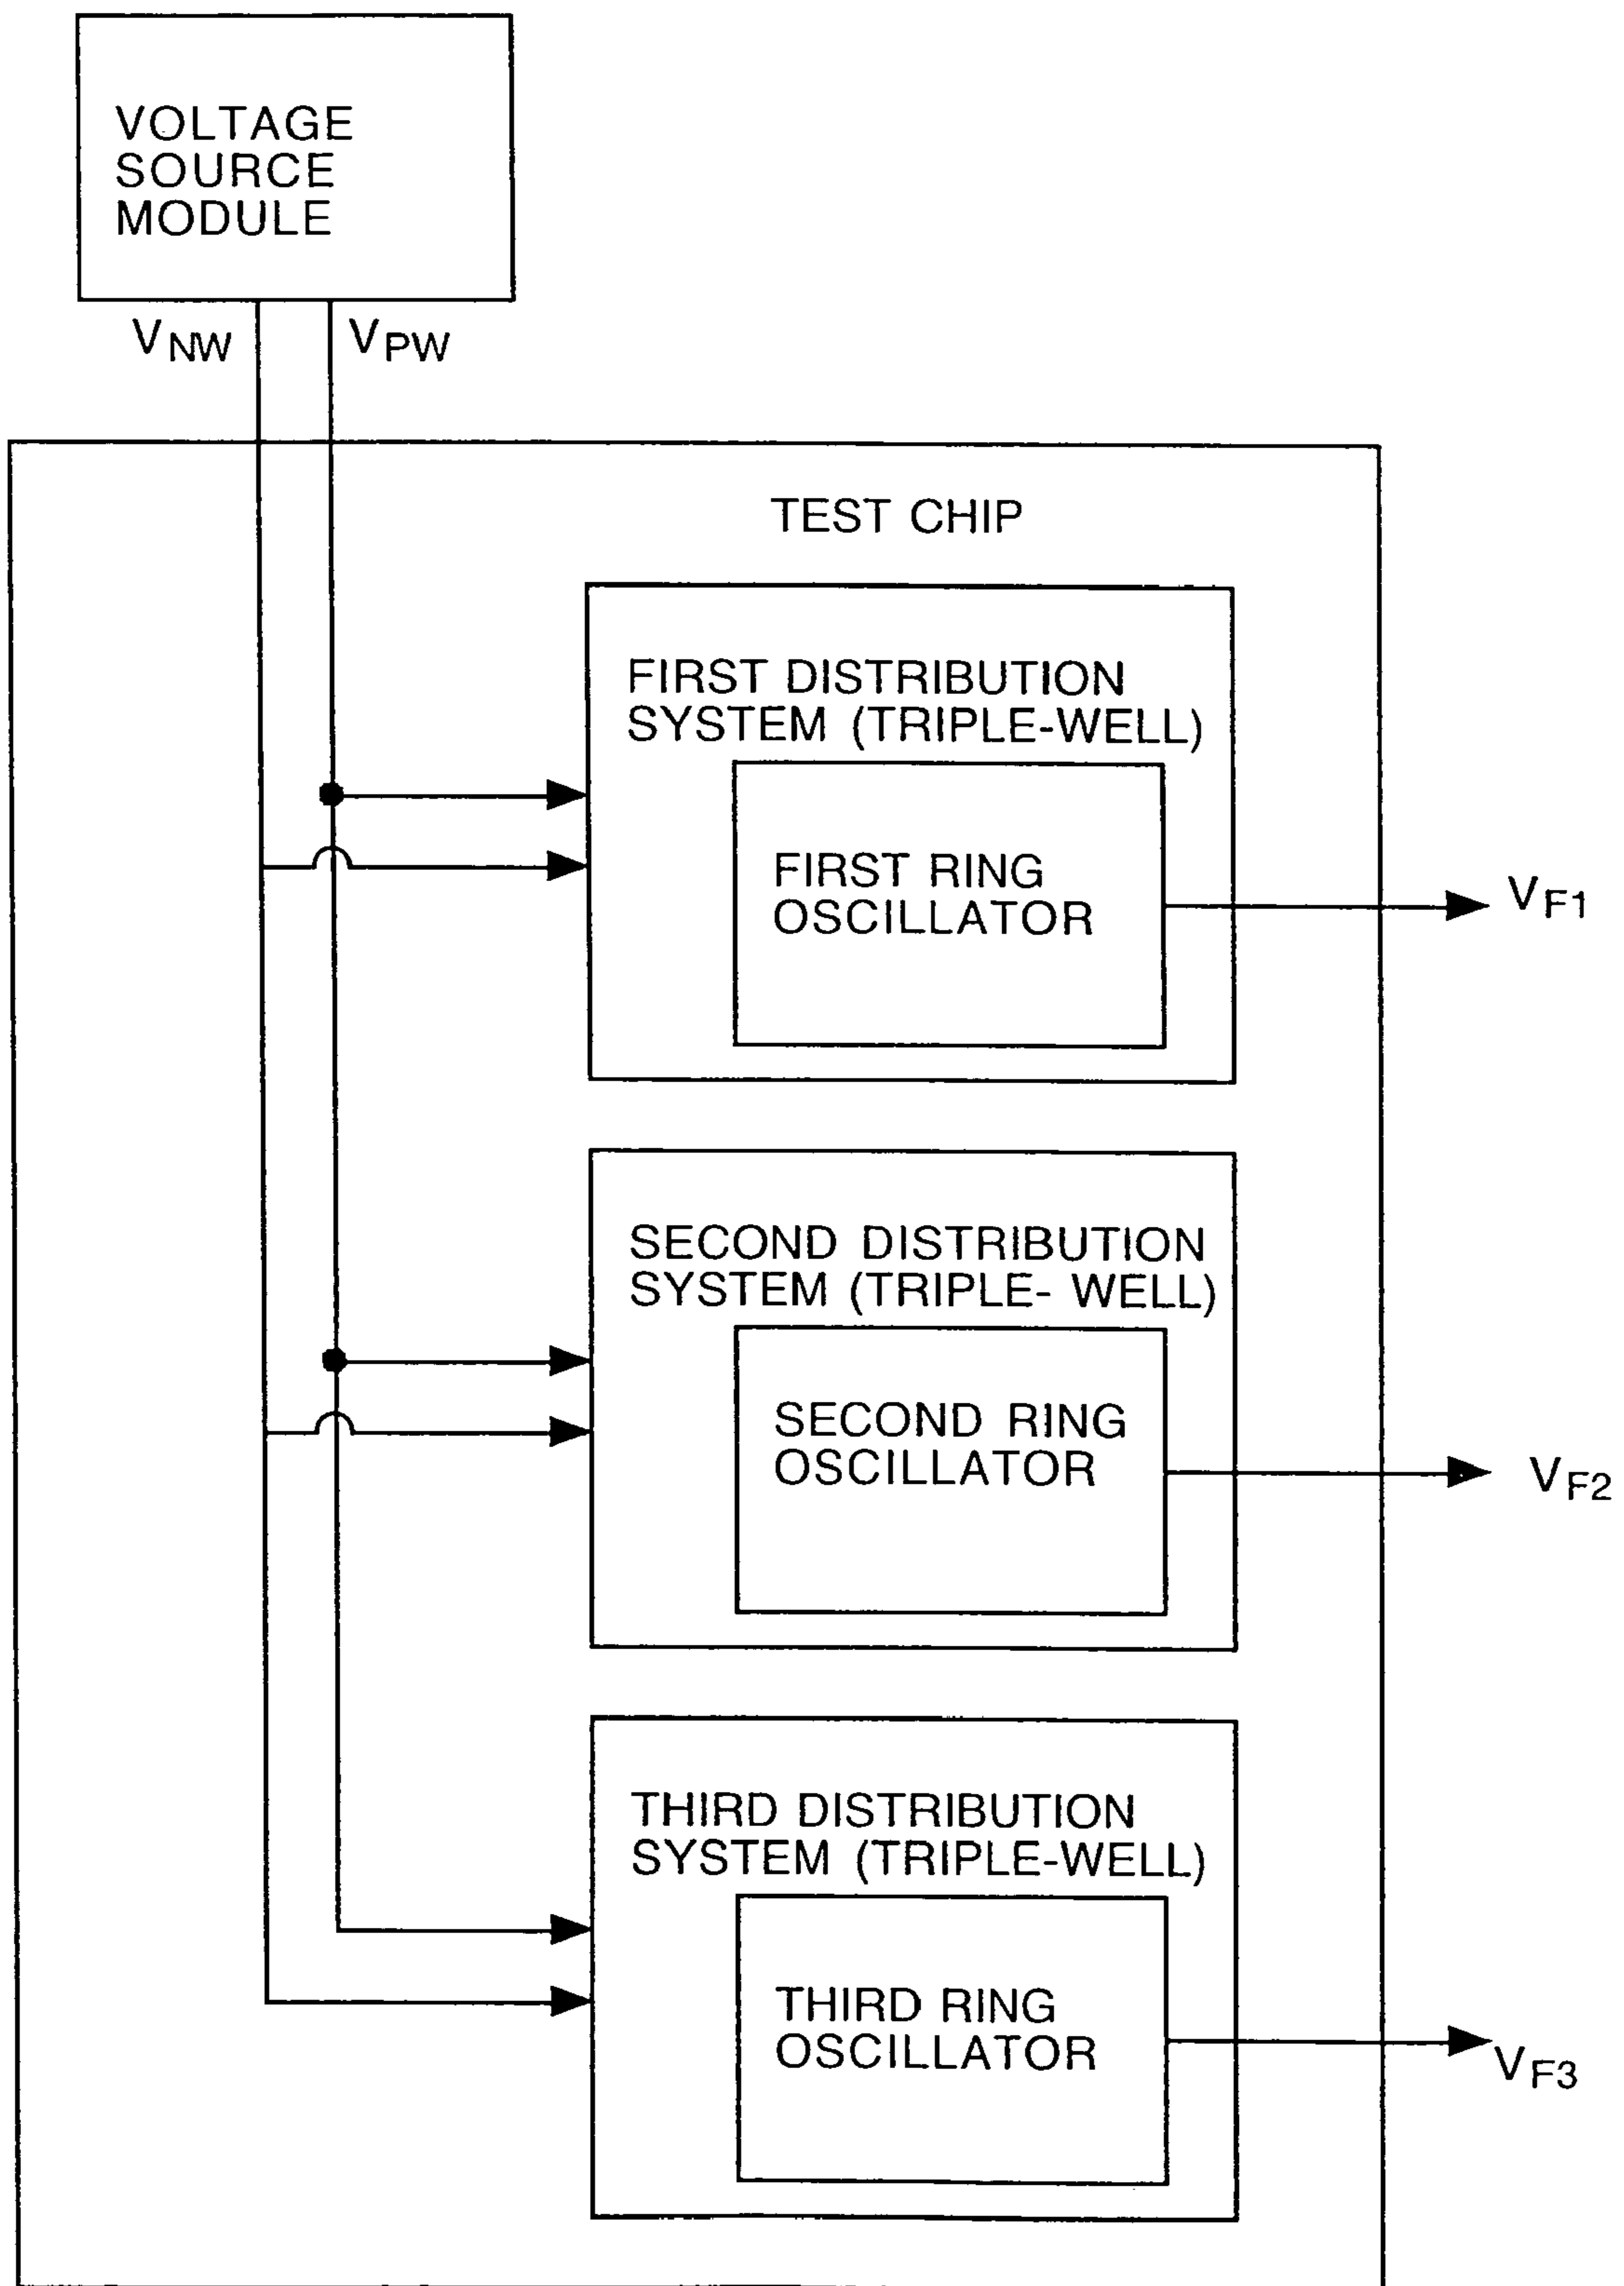 VOLTAGE
SOURCE
MODULE
VNW
VPW
TEST CHIP
FIRST DISTRIBUTION
SYSTEM (TRIPLE-WELL)
FIRST RING
OSCILLATOR
VF1
SECOND DISTRIBUTION
SYSTEM (TRIPLE- WELL)
SECOND RING
OSCILLATOR
VF2
THIRD DISTRIBUTION
SYSTEM (TRIPLE-WELL)
THIRD RING
OSCILLATOR
VF3